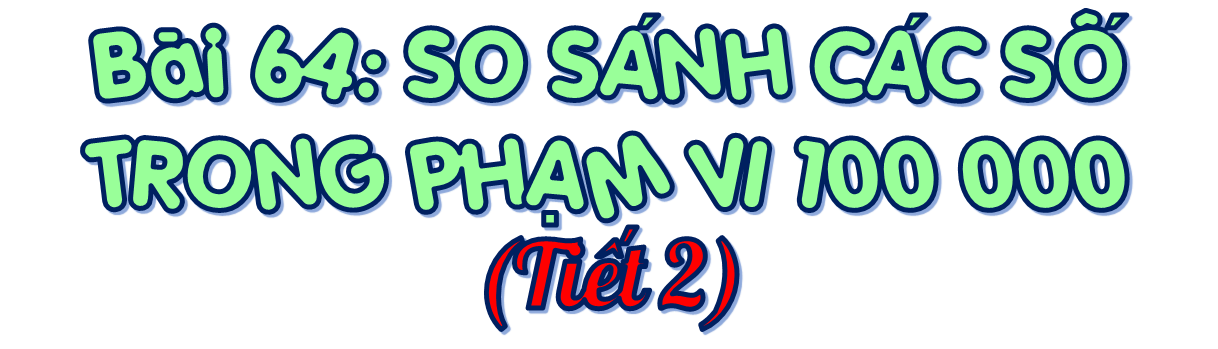 Bài 64: SO SÁNH CÁC SỐ
TRONG PHẠM VI 100 000
(Tiết 2)